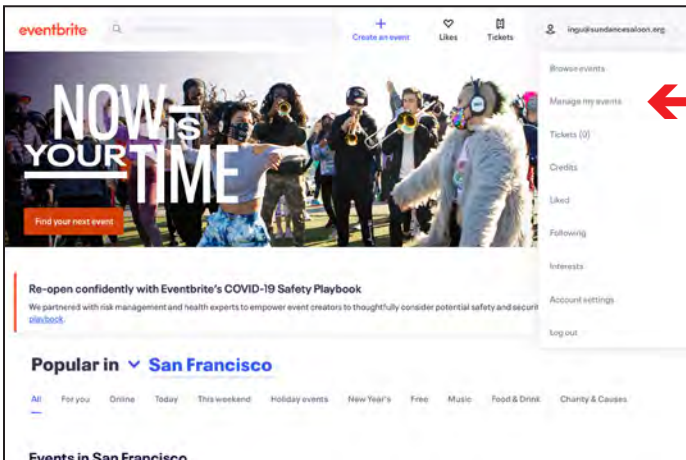 eventbrite
Create an event
Likes
Tickets
ingu@sundancesaloon.org
Browse events
Manage my events
Tickets (0)
Credits
Liked
Following
Interests
Account settings
Log out
NOW IS
YOUR TIME
Find your next event
Re-open confidently with Eventbrite's COVID-19 Safety Playbook
We partnered with risk management and health experts to empower event creators to thoughtfully consider potential safety and securit
playbook.
Popular in San Francisco
All For you Online Today This weekend Holiday events New Year's Free Music Food & Drink Charity & Causes
Events in San Francisco